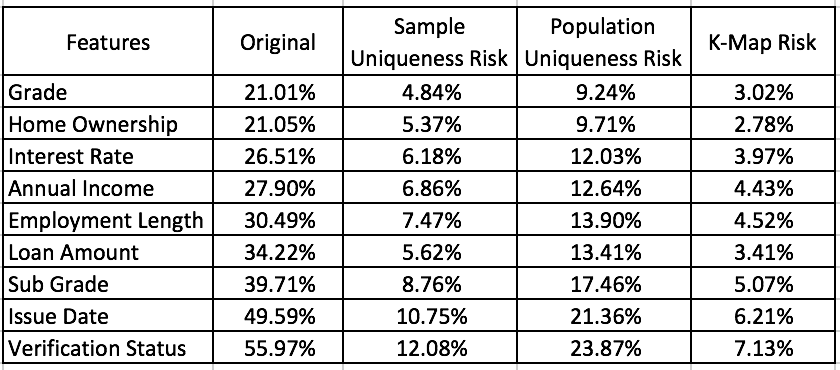 Features Original Sample Uniqueness Risk Population Uniqueness Risk K-Map Risk
Grade 21.01% 4.84% 9.24% 3.02%
Home Ownership 21.05% 5.37% 9.71% 2.78%
Interest Rate 26.51% 6.18% 12.03% 3.97%
Annual Income 27.90% 6.86% 12.64% 4.43%
Employment Length 30.49% 7.47% 13.90% 4.52%
Loan Amount 34.22% 5.62% 13.41% 3.41%
Sub Grade 39.71% 8.76% 17.46% 5.07%
Issue Date 49.59% 10.75% 21.36% 6.21%
Verification Status 55.97% 12.08% 23.87% 7.13%